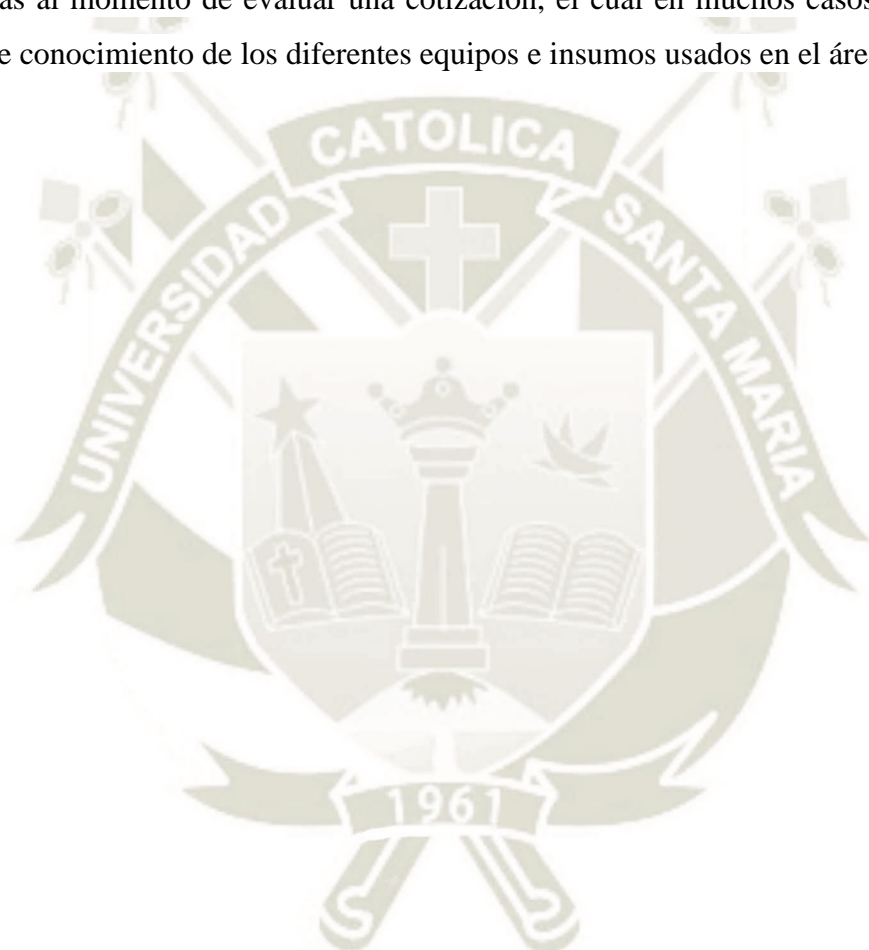 as al momento de evaluar una cotización, el cual en muchos casos
e conocimiento de los diferentes equipos e insumos usados en el áre
CATOLICA
UNIVERSIDAD
SANTA MARIA
1961